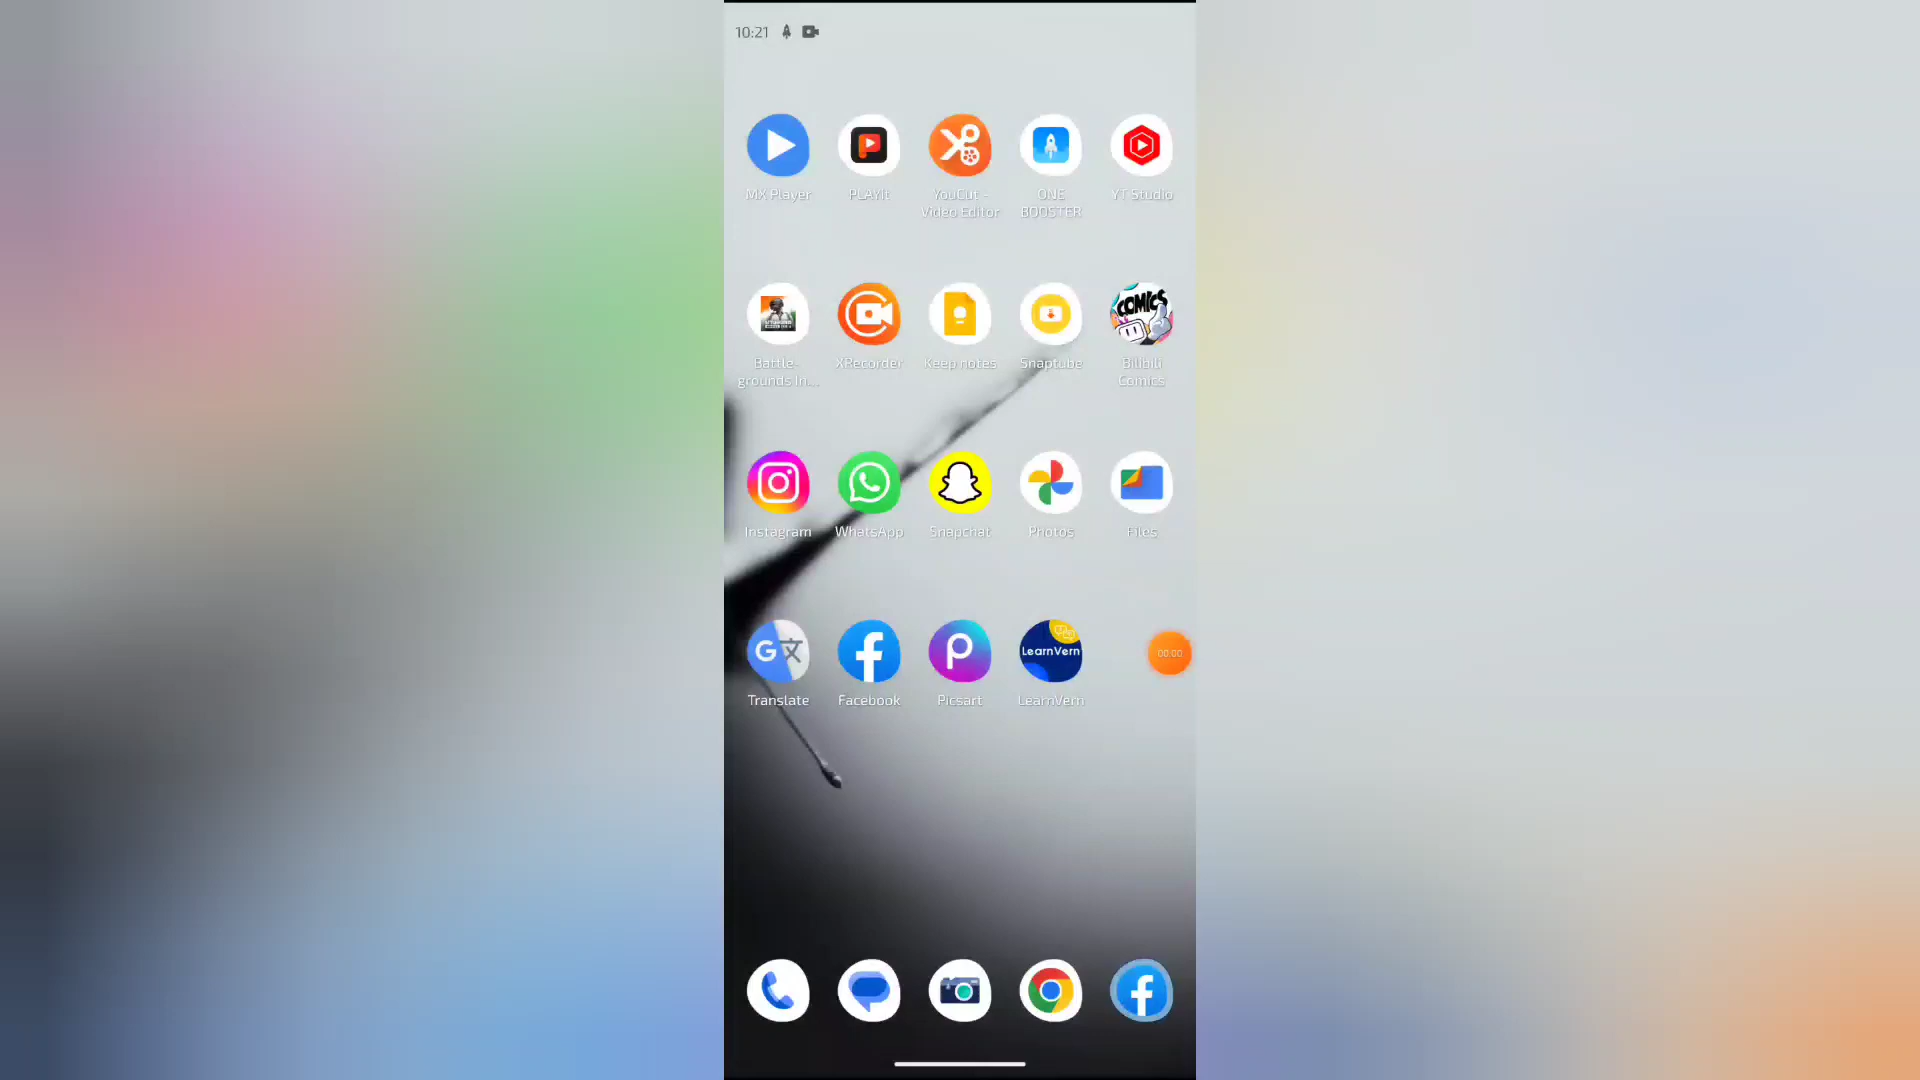 10:21
MX Player
PLAYit
YouCut -
Video Editor
ONE
BOOSTER
YT Studio
Battle-
grounds In...
XRecorder
Keep notes
Snaptube
COMICS
Bilibili
Comics
Instagram
WhatsApp
Snapchat
Photos
Files
G
LearnVern
00:00
Translate
Facebook
Picsart
LearnVern